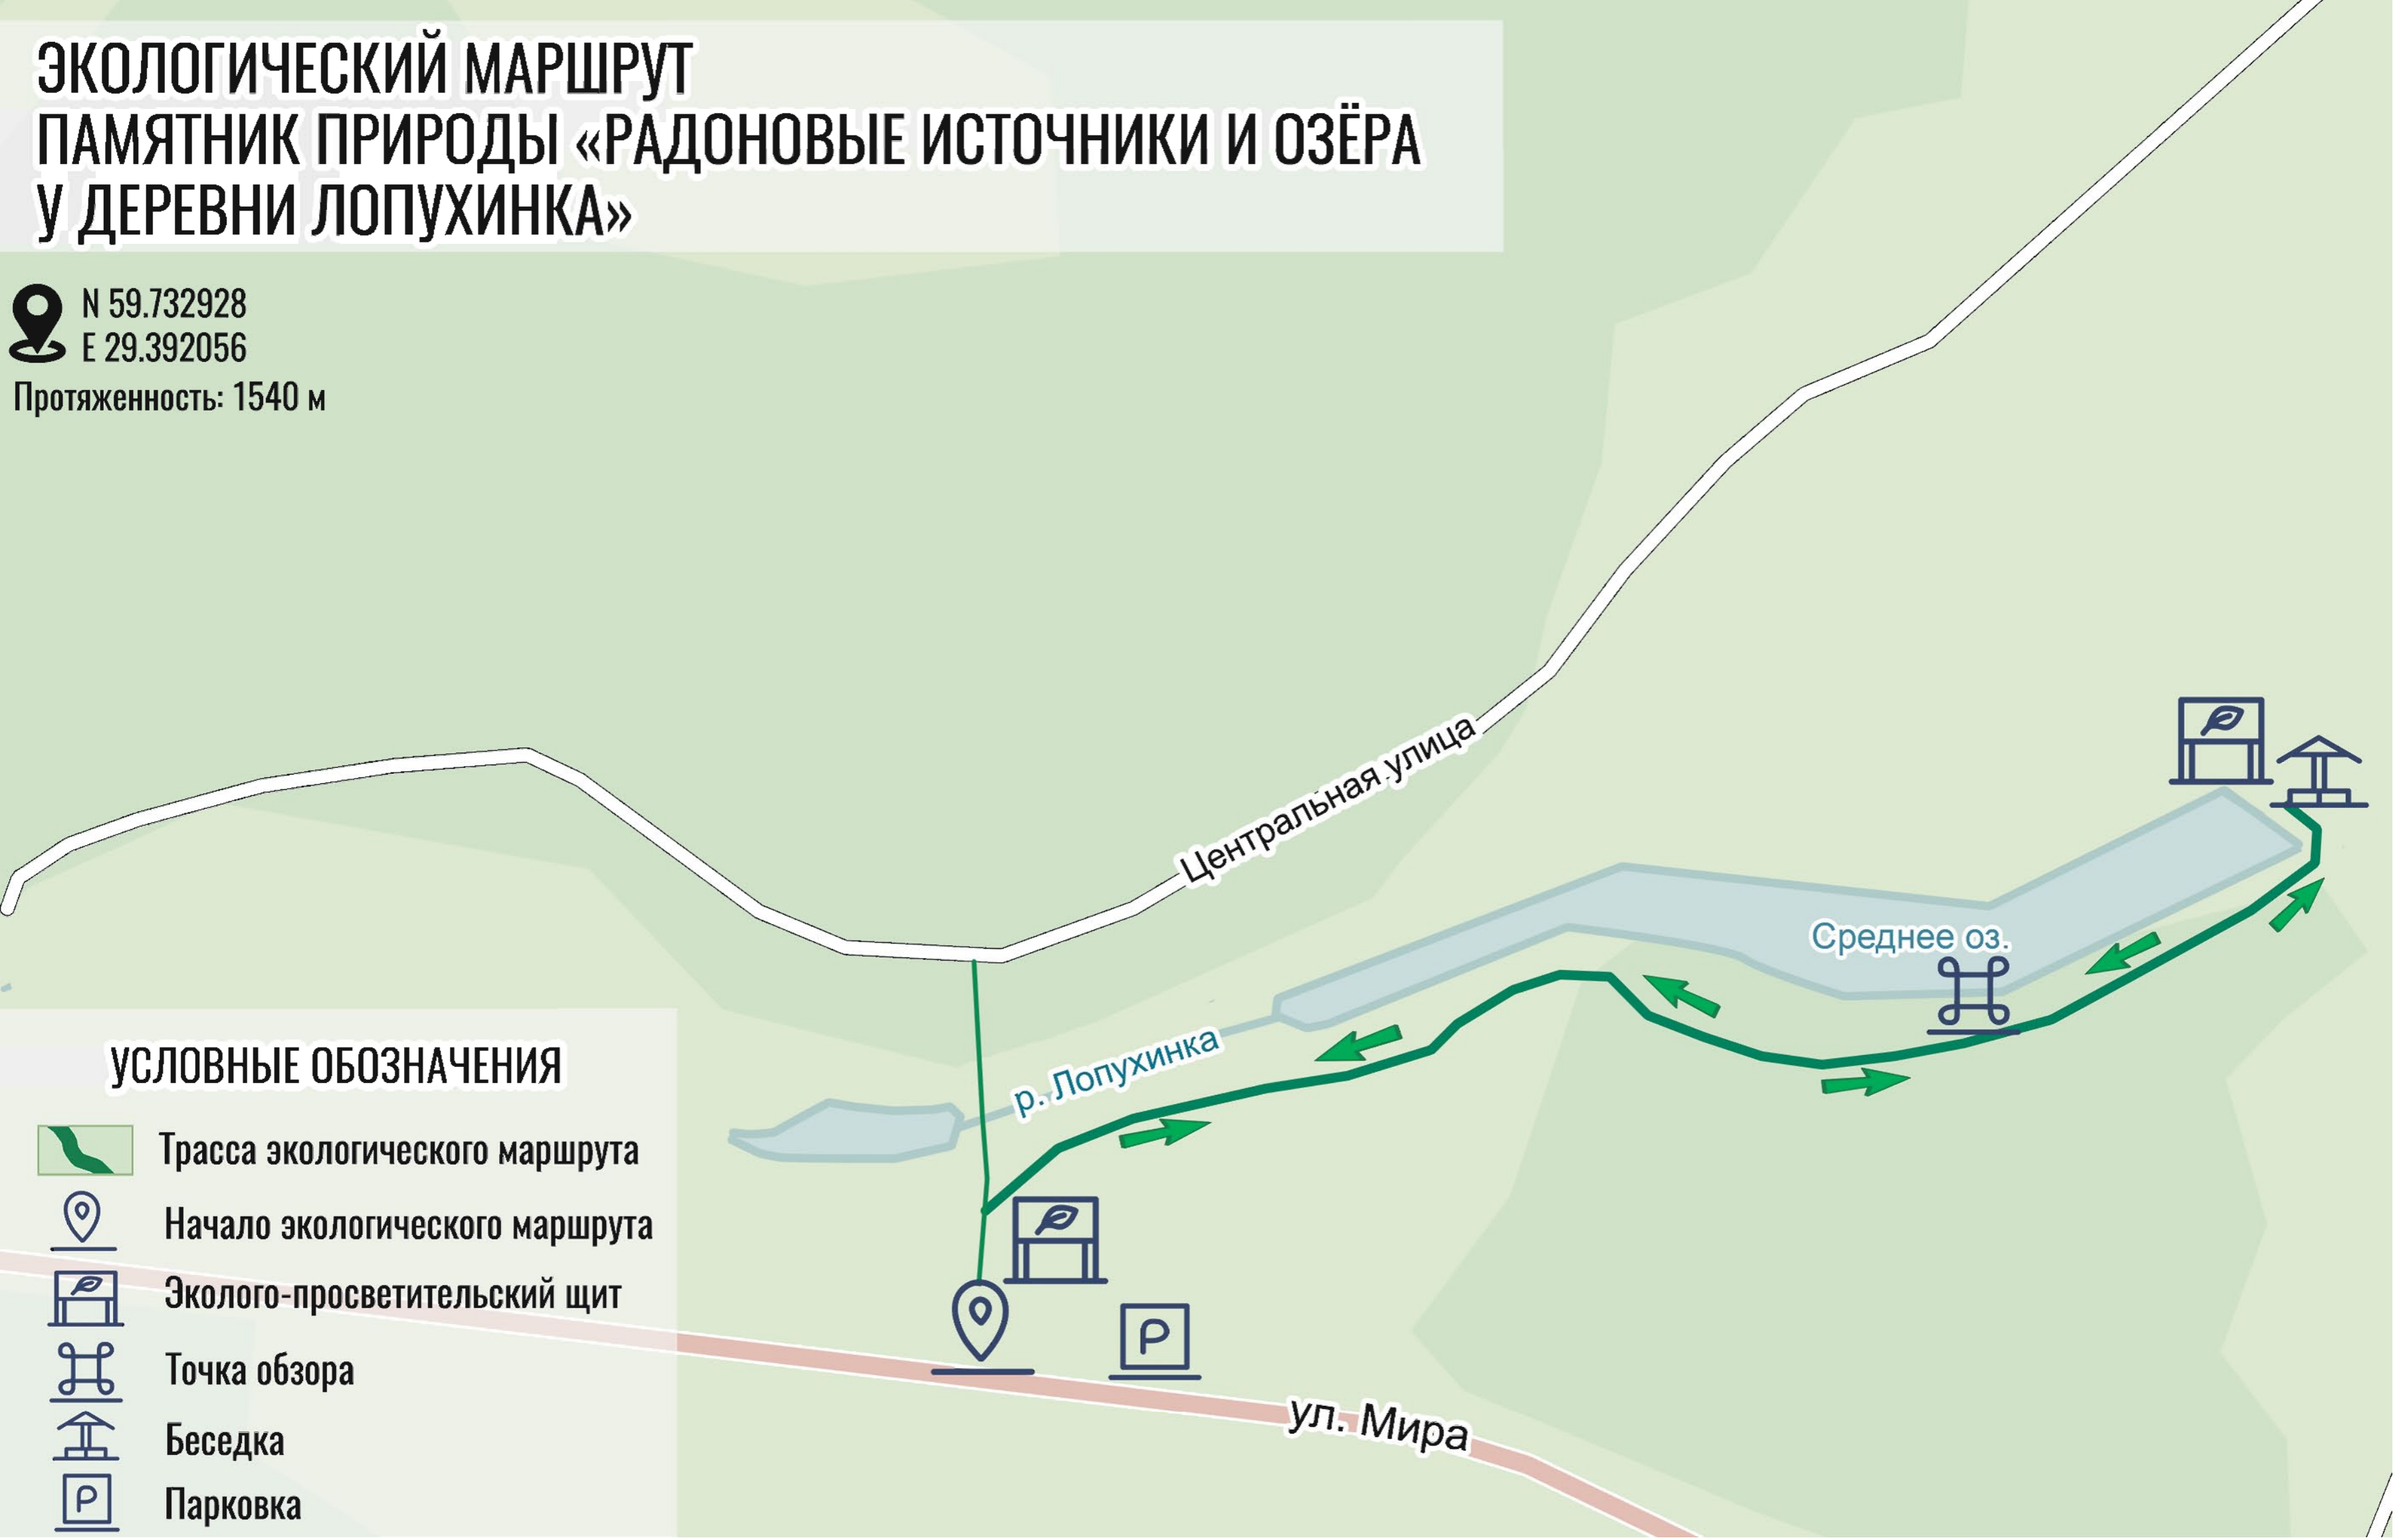 ЭКОЛОГИЧЕСКИЙ МАРШРУТ
ПАМЯТНИК ПРИРОДЫ «РАДОНОВЫЕ ИСТОЧНИКИ И ОЗЁРА
У ДЕРЕВНИ ЛОПУХИНКА»
N 59.732928
E 29.392056
Протяженность: 1540 м
Центральная улица
Среднее оз.
р. Лопухинка
P
ул. Мира
УСЛОВНЫЕ ОБОЗНАЧЕНИЯ
Трасса экологического маршрута
Начало экологического маршрута
Эколого-просветительский щит
Точка обзора
Беседка
P Парковка